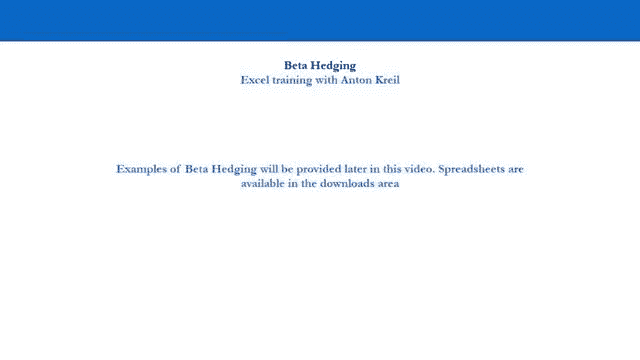 Beta Hedging
Excel training with Anton Kreil
Examples of Beta Hedging will be provided later in this video. Spreadsheets are
available in the downloads area